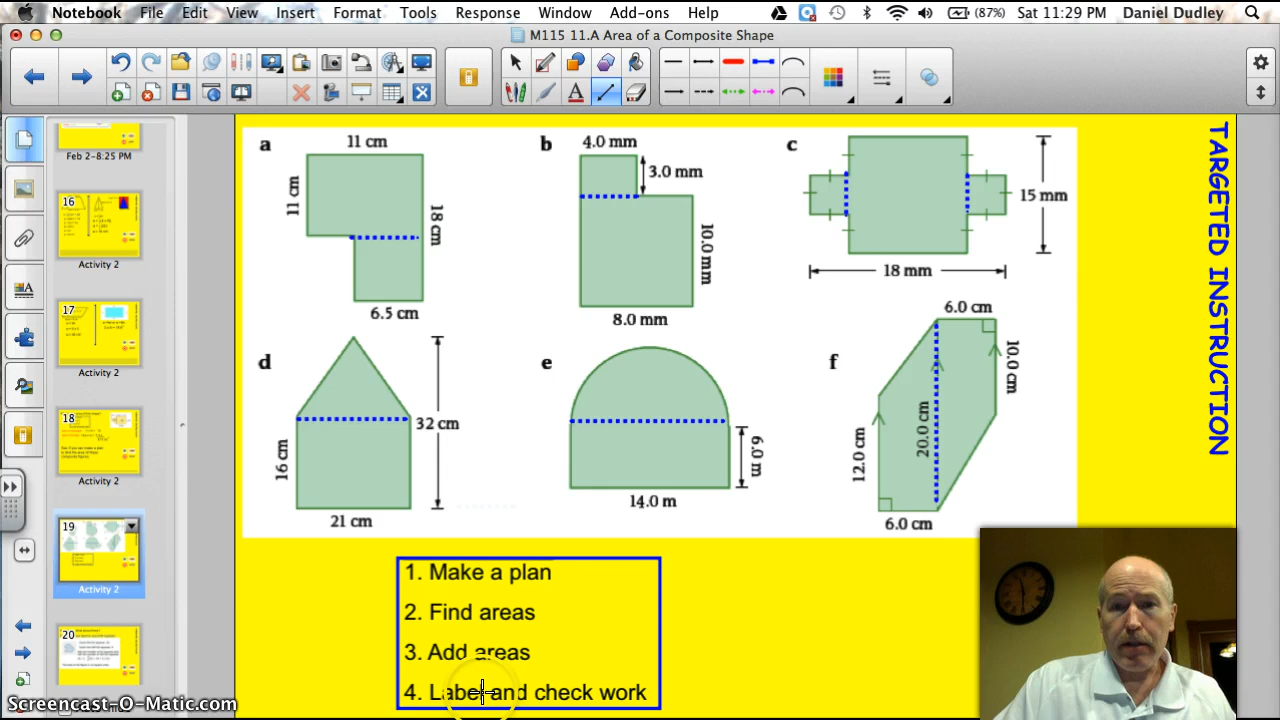 Notebook File Edit View Insert Format Tools Response Window Add-ons Help (87%) Sat 11:29 PM Daniel Dudley
M115 11.A Area of a Composite Shape
Feb 2-8:25 PM
16
Activity 2
17
Activity 2
18
Activity 2
19
Activity 2
20
a
11 cm
11 cm
18 cm
6.5 cm
b
4.0 mm
3.0 mm
10.0 mm
8.0 mm
c
15 mm
18 mm
d
32 cm
16 cm
21 cm
e
6.0 m
14.0 m
f
6.0 cm
10.0 cm
20.0 cm
12.0 cm
6.0 cm
TARGETED INSTRUCTION
1. Make a plan
2. Find areas
3. Add areas
4. Label and check work
Screencast-O-Matic.com